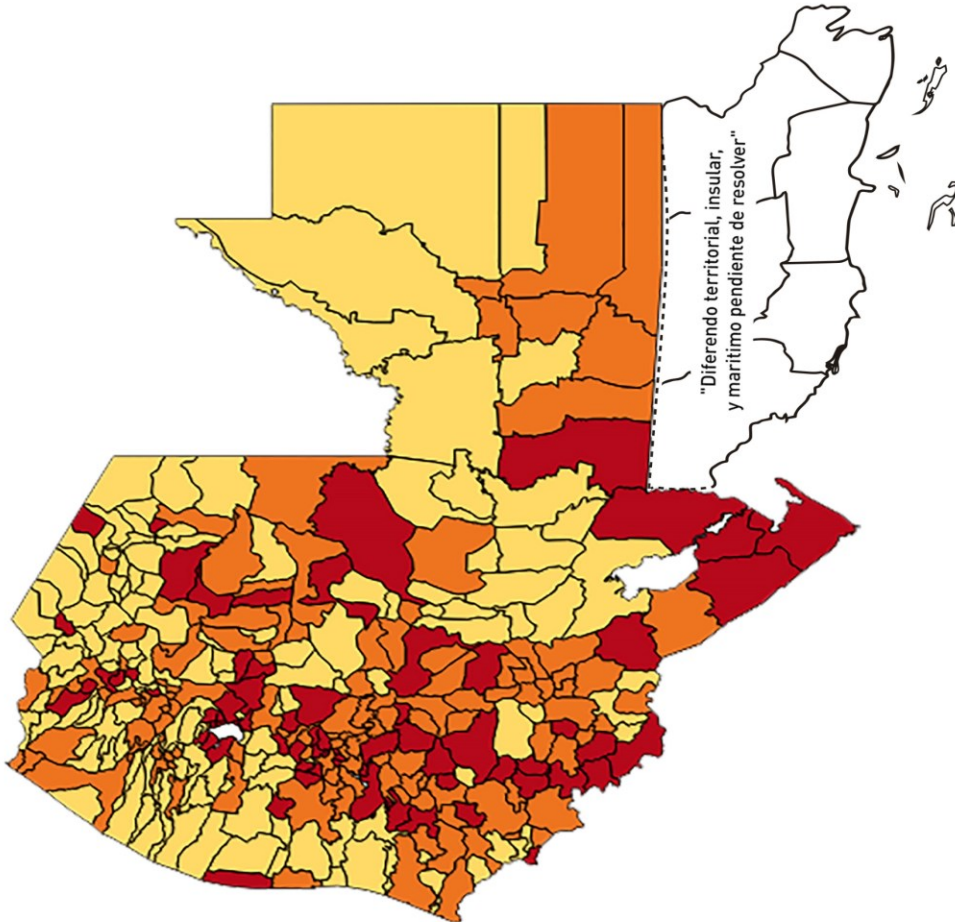 "Diferendo territorial, insular,
y marítimo pendiente de resolver"